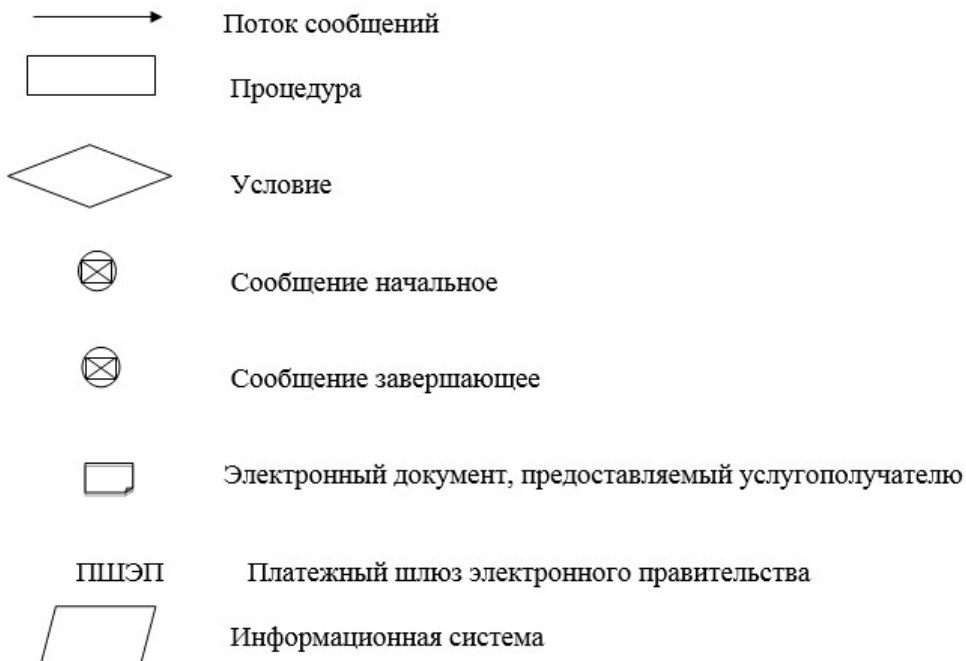 Поток сообщений
Процедура
Условие
Сообщение начальное
Сообщение завершающее
Электронный документ, предоставляемый услугополучателю
ПШЭП Платежный шлюз электронного правительства
Информационная система